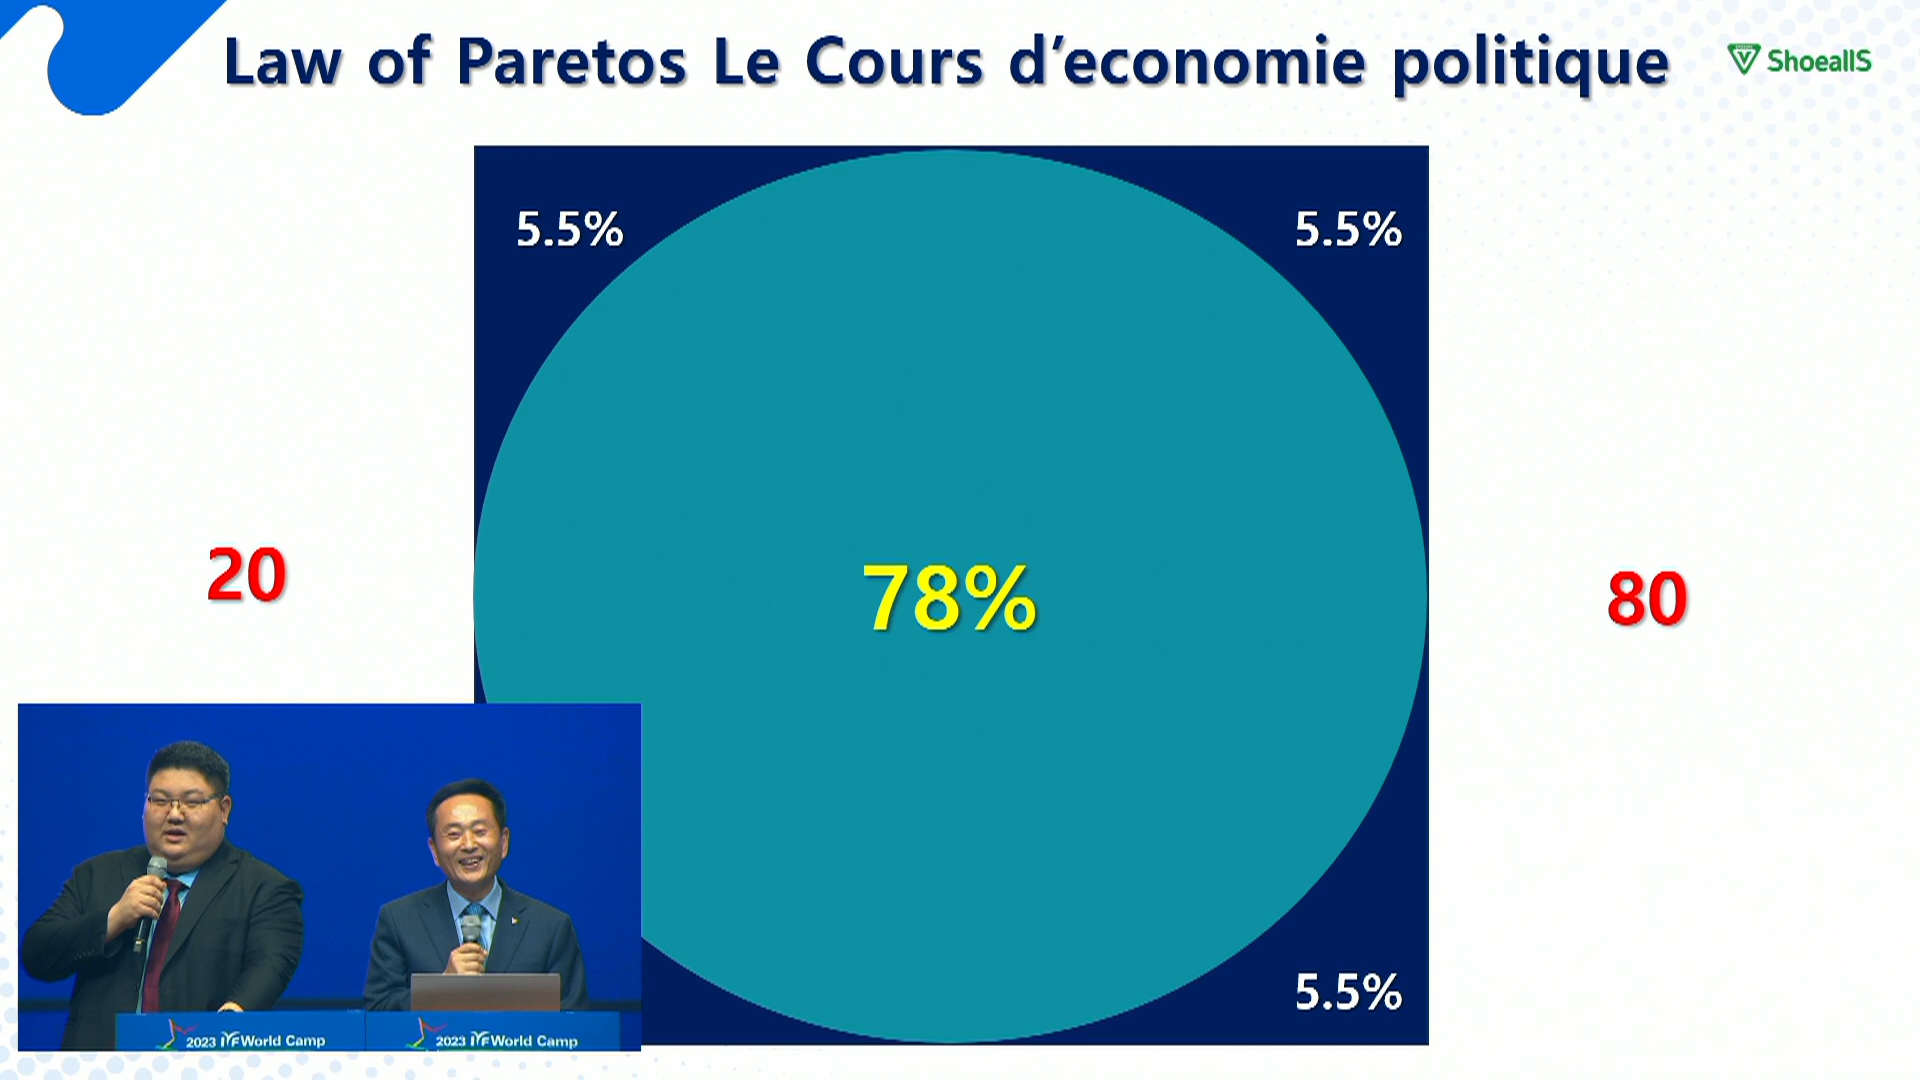 Law of Paretos Le Cours d’economie politique
ShoeallS
5.5%
5.5%
20
78%
80
5.5%
2023 IYF World Camp
2023 IYF World Camp